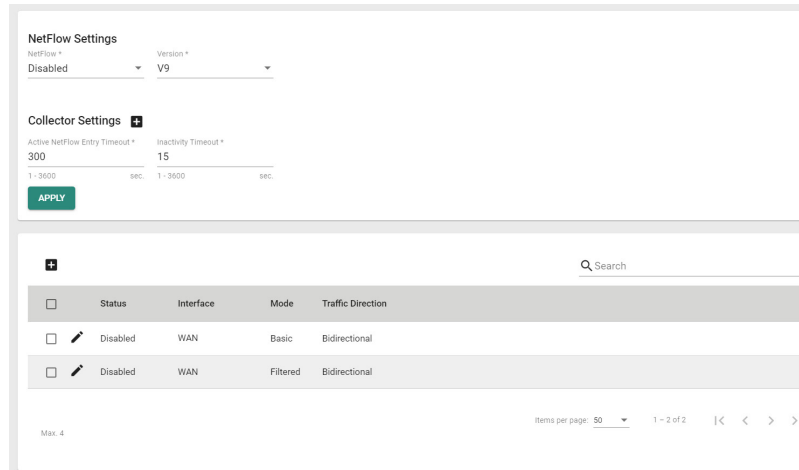 NetFlow Settings
NetFlow * Version *
Disabled V9
Collector Settings
Active NetFlow Entry Timeout * Inactivity Timeout *
300 15
1 - 3600 sec. 1 - 3600 sec.
APPLY
Search
Status Interface Mode Traffic Direction
Disabled WAN Basic Bidirectional
Disabled WAN Filtered Bidirectional
Items per page: 50 1 – 2 of 2
Max. 4